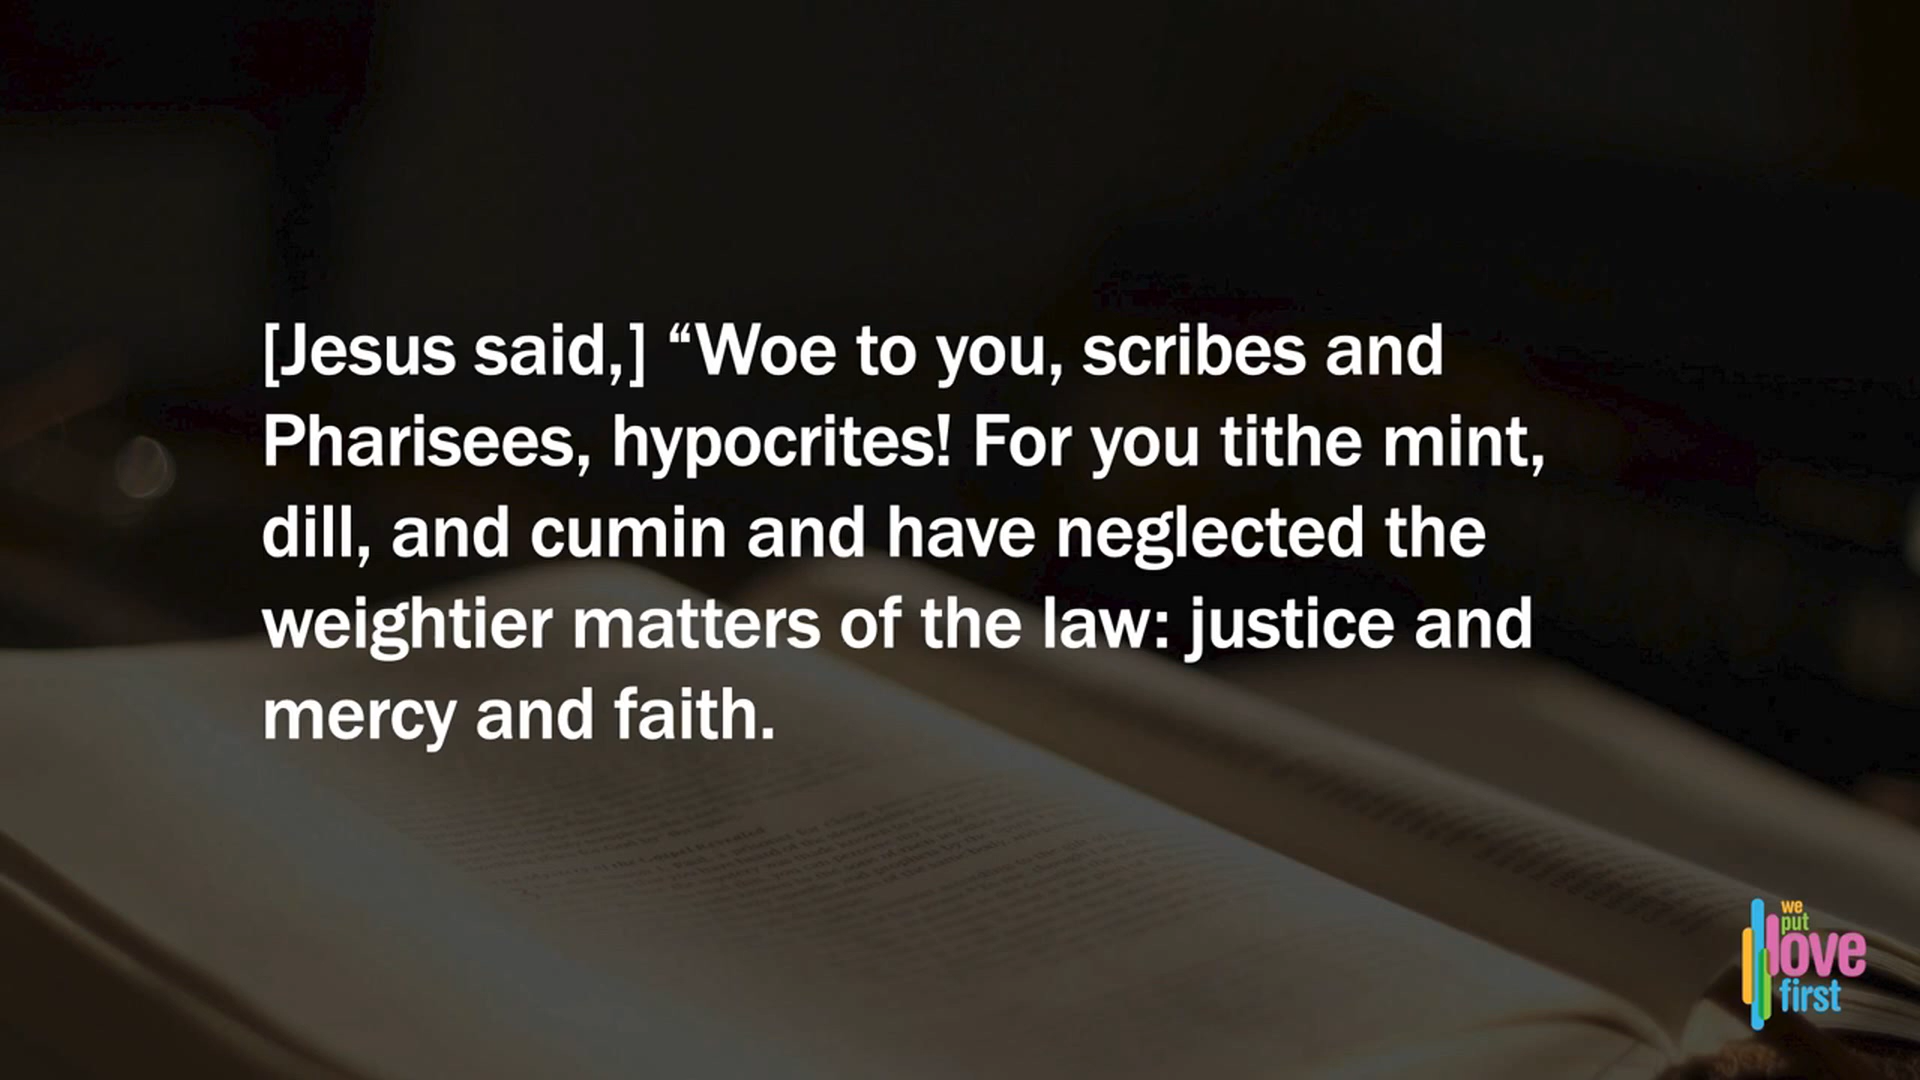 [Jesus said,] “Woe to you, scribes and
Pharisees, hypocrites! For you tithe mint,
dill, and cumin and have neglected the
weightier matters of the law: justice and
mercy and faith.
we
put
love
first